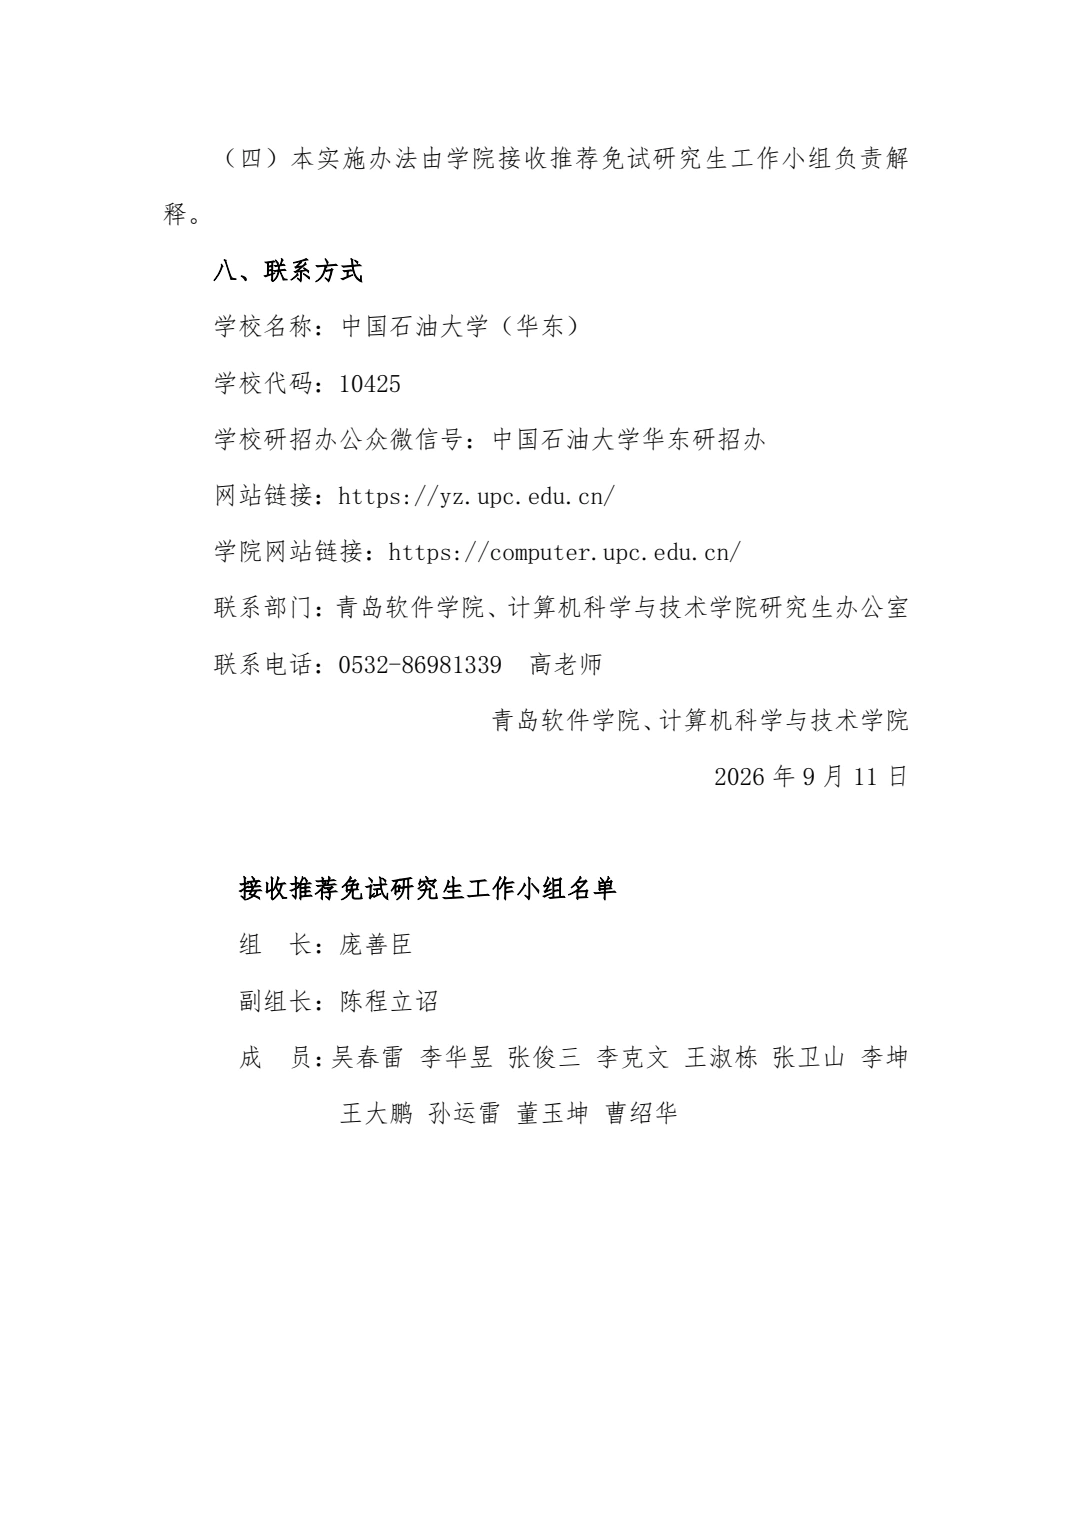 （四）本实施办法由学院接收推荐免试研究生工作小组负责解
释。
八、联系方式
学校名称：中国石油大学（华东）
学校代码：10425
学校研招办公众微信号：中国石油大学华东研招办
网站链接：https://yz.upc.edu.cn/
学院网站链接：https://computer.upc.edu.cn/
联系部门：青岛软件学院、计算机科学与技术学院研究生办公室
联系电话：0532-86981339　高老师
青岛软件学院、计算机科学与技术学院
2026 年 9 月 11 日
接收推荐免试研究生工作小组名单
组　长：庞善臣
副组长：陈程立诏
成　员：吴春雷 李华昱 张俊三 李克文 王淑栋 张卫山 李坤
王大鹏 孙运雷 董玉坤 曹绍华